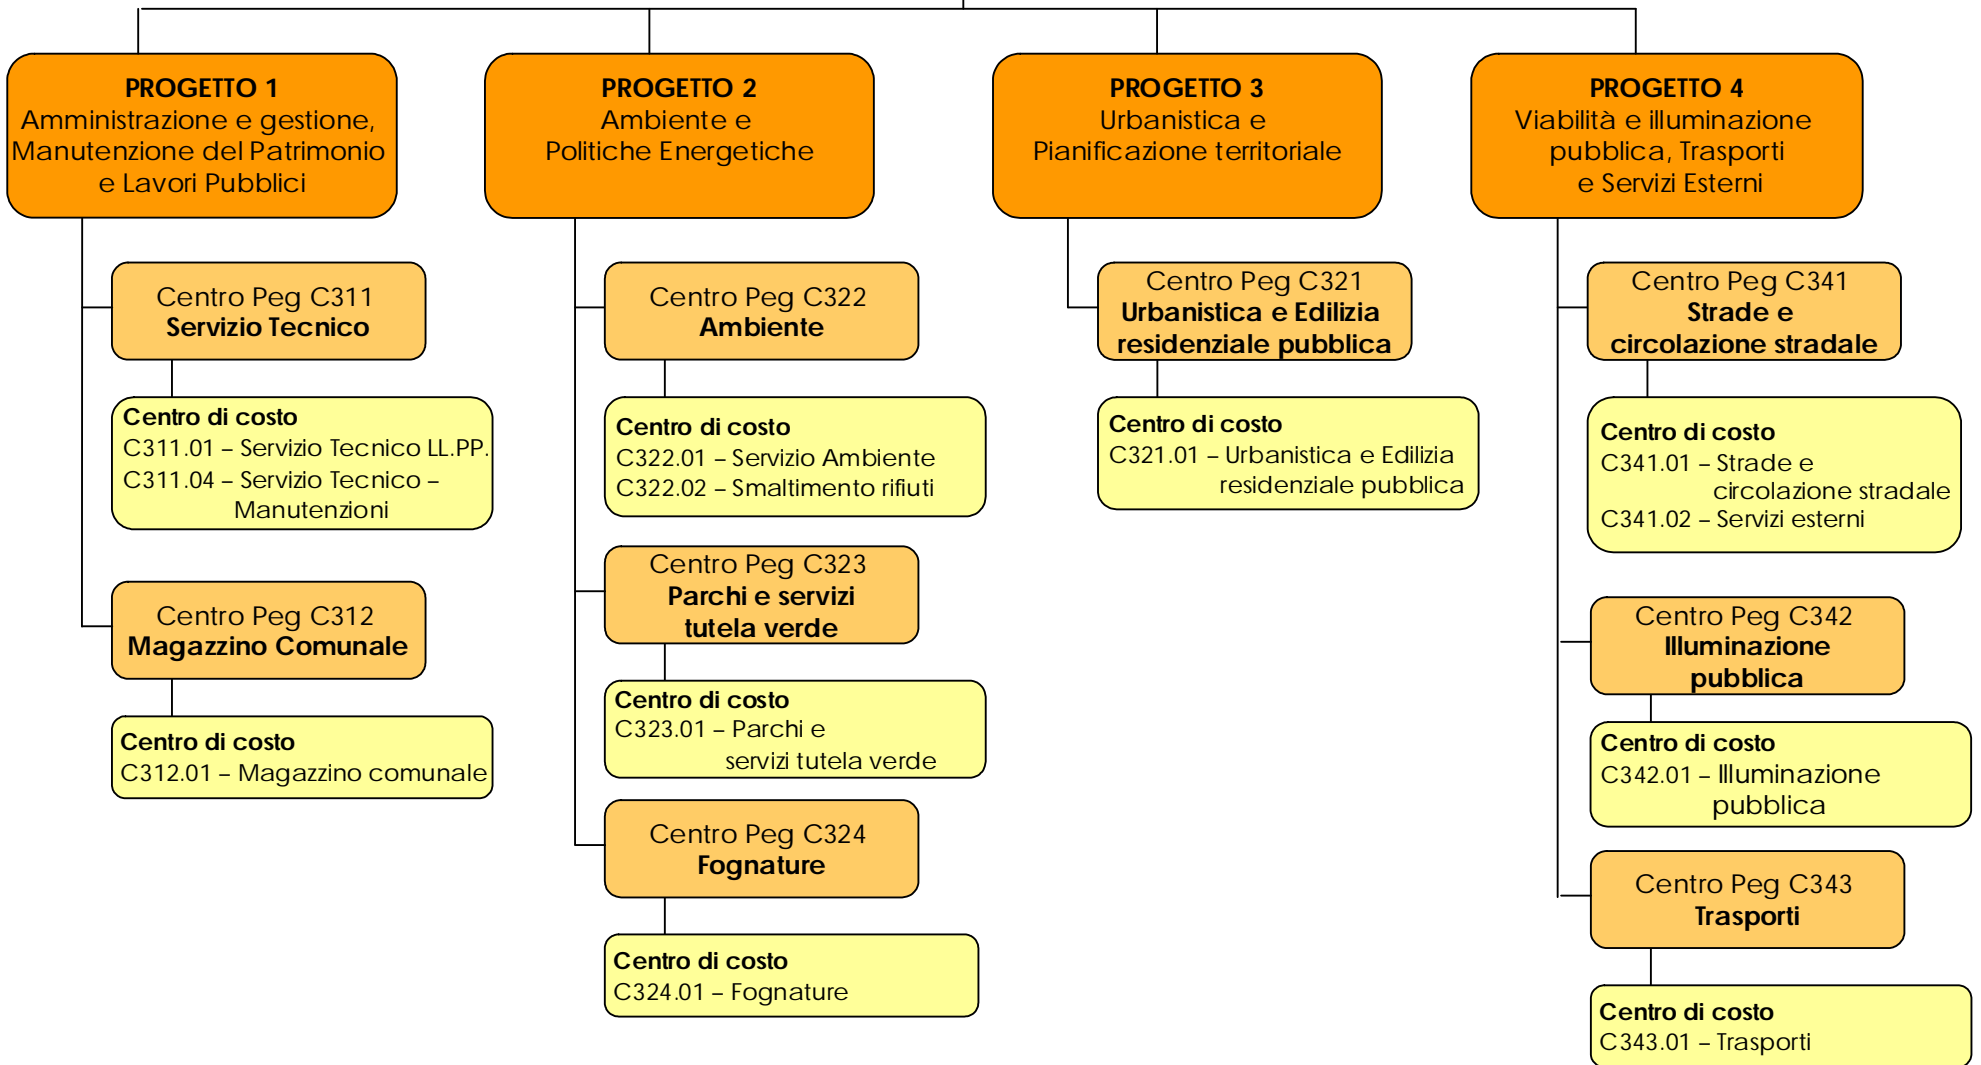 PROGETTO 1
Amministrazione e gestione,
Manutenzione del Patrimonio
e Lavori Pubblici
Centro Peg C311
Servizio Tecnico
Centro di costo
C311.01 – Servizio Tecnico LL.PP.
C311.04 – Servizio Tecnico –
Manutenzioni
Centro Peg C312
Magazzino Comunale
Centro di costo
C312.01 – Magazzino comunale
PROGETTO 2
Ambiente e
Politiche Energetiche
Centro Peg C322
Ambiente
Centro di costo
C322.01 – Servizio Ambiente
C322.02 – Smaltimento rifiuti
Centro Peg C323
Parchi e servizi
tutela verde
Centro di costo
C323.01 – Parchi e
servizi tutela verde
Centro Peg C324
Fognature
Centro di costo
C324.01 – Fognature
PROGETTO 3
Urbanistica e
Pianificazione territoriale
Centro Peg C321
Urbanistica e Edilizia
residenziale pubblica
Centro di costo
C321.01 – Urbanistica e Edilizia
residenziale pubblica
PROGETTO 4
Viabilità e illuminazione
pubblica, Trasporti
e Servizi Esterni
Centro Peg C341
Strade e
circolazione stradale
Centro di costo
C341.01 – Strade e
circolazione stradale
C341.02 – Servizi esterni
Centro Peg C342
Illuminazione
pubblica
Centro di costo
C342.01 – Illuminazione
pubblica
Centro Peg C343
Trasporti
Centro di costo
C343.01 – Trasporti